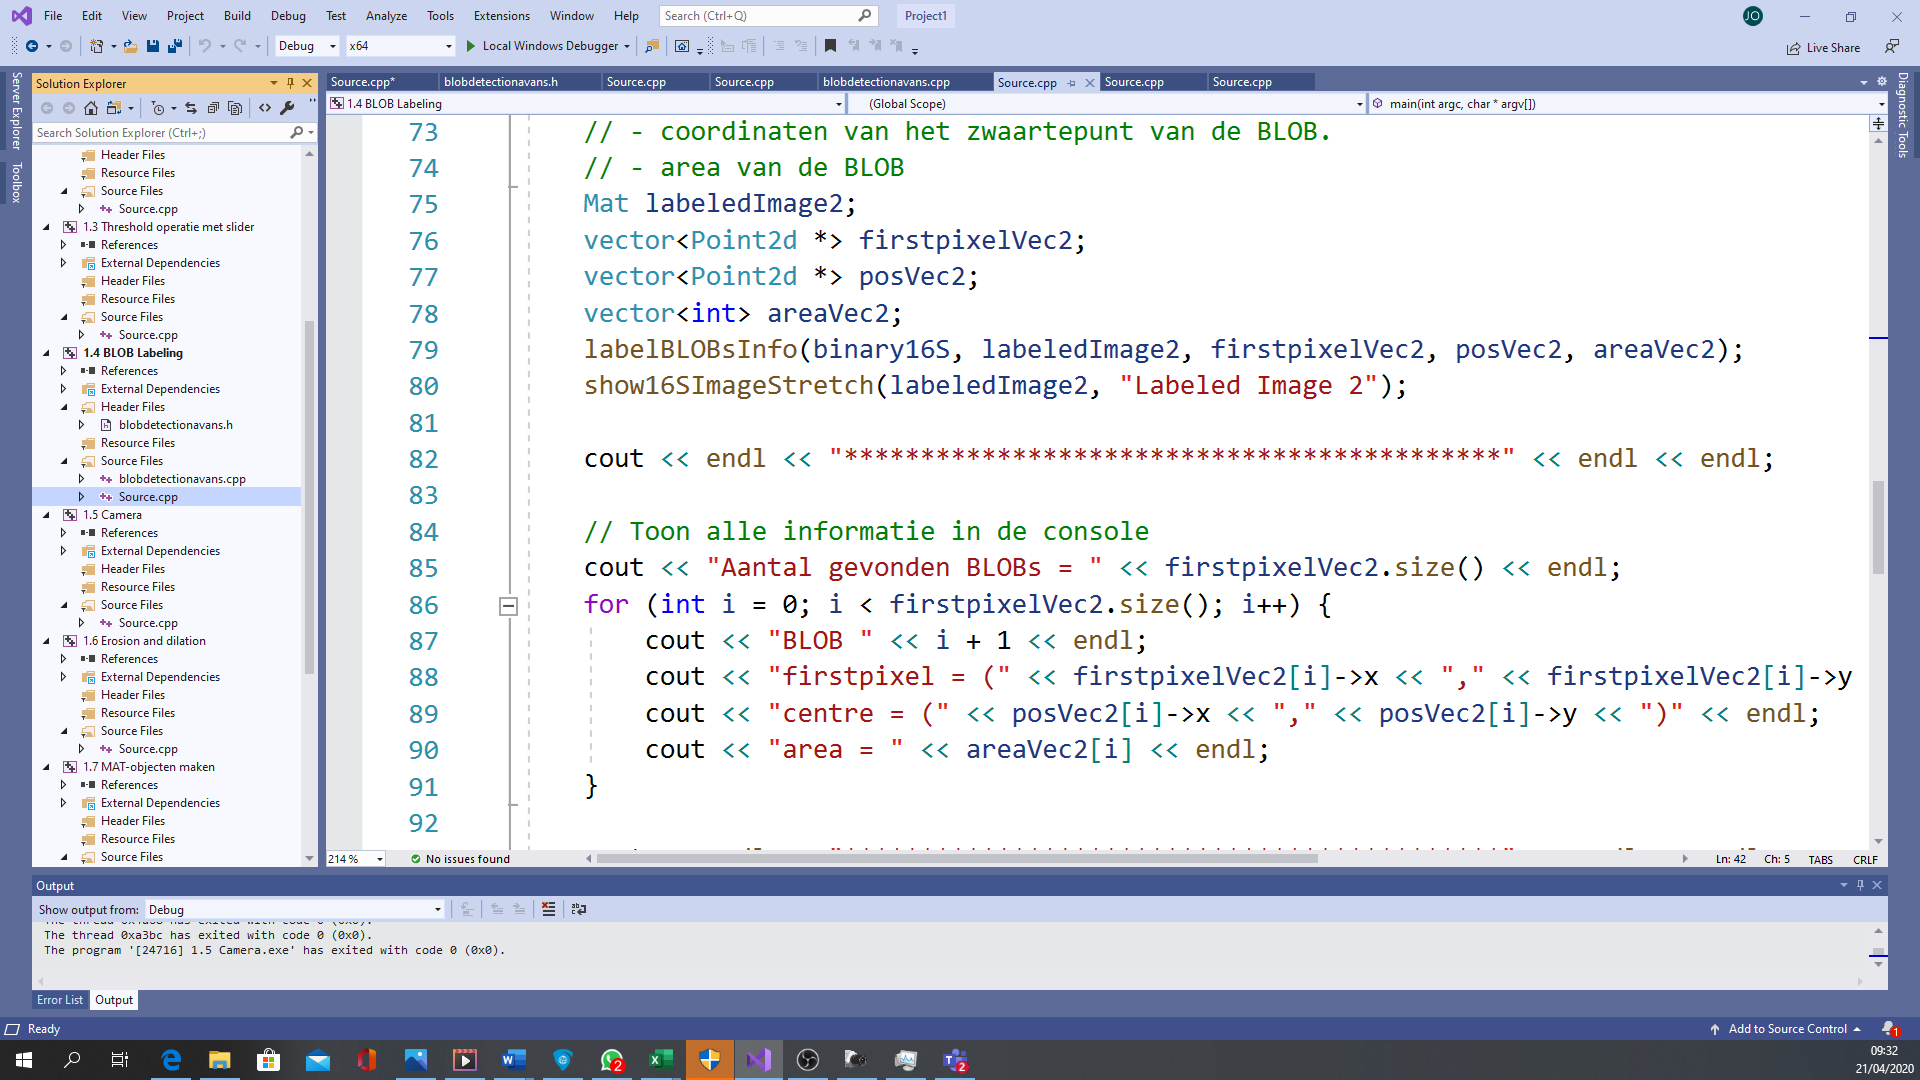 File Edit View Project Build Debug Test Analyze Tools Extensions Window Help Search (Ctrl+Q) Project1 JO
Debug x64 Local Windows Debugger Live Share
Server Explorer
Toolbox
Solution Explorer
Search Solution Explorer (Ctrl+;)
Header Files
Resource Files
Source Files
Source.cpp
1.3 Threshold operatie met slider
References
External Dependencies
Header Files
Resource Files
Source Files
Source.cpp
1.4 BLOB Labeling
References
External Dependencies
Header Files
blobdetectionavans.h
Resource Files
Source Files
blobdetectionavans.cpp
Source.cpp
1.5 Camera
References
External Dependencies
Header Files
Resource Files
Source Files
Source.cpp
1.6 Erosion and dilation
References
External Dependencies
Header Files
Resource Files
Source Files
Source.cpp
1.7 MAT-objecten maken
References
External Dependencies
Header Files
Resource Files
Source Files
Source.cpp* blobdetectionavans.h Source.cpp Source.cpp blobdetectionavans.cpp Source.cpp Source.cpp Source.cpp
1.4 BLOB Labeling (Global Scope) main(int argc, char * argv[])
73 // - coordinaten van het zwaartepunt van de BLOB.
74 // - area van de BLOB
75 Mat labeledImage2;
76 vector<Point2d *> firstpixelVec2;
77 vector<Point2d *> posVec2;
78 vector<int> areaVec2;
79 labelBLOBsInfo(binary16S, labeledImage2, firstpixelVec2, posVec2, areaVec2);
80 show16SImageStretch(labeledImage2, "Labeled Image 2");
81
82 cout << endl << "*******************************************" << endl << endl;
83
84 // Toon alle informatie in de console
85 cout << "Aantal gevonden BLOBs = " << firstpixelVec2.size() << endl;
86 for (int i = 0; i < firstpixelVec2.size(); i++) {
87 cout << "BLOB " << i + 1 << endl;
88 cout << "firstpixel = (" << firstpixelVec2[i]->x << "," << firstpixelVec2[i]->y
89 cout << "centre = (" << posVec2[i]->x << "," << posVec2[i]->y << ")" << endl;
90 cout << "area = " << areaVec2[i] << endl;
91 }
92
214 % No issues found Ln: 42 Ch: 5 TABS CRLF
Diagnostic Tools
Output
Show output from: Debug
The thread 0xa3bc has exited with code 0 (0x0).
The program '[24716] 1.5 Camera.exe' has exited with code 0 (0x0).
Error List Output
Ready Add to Source Control 1
2 2
09:32
21/04/2020